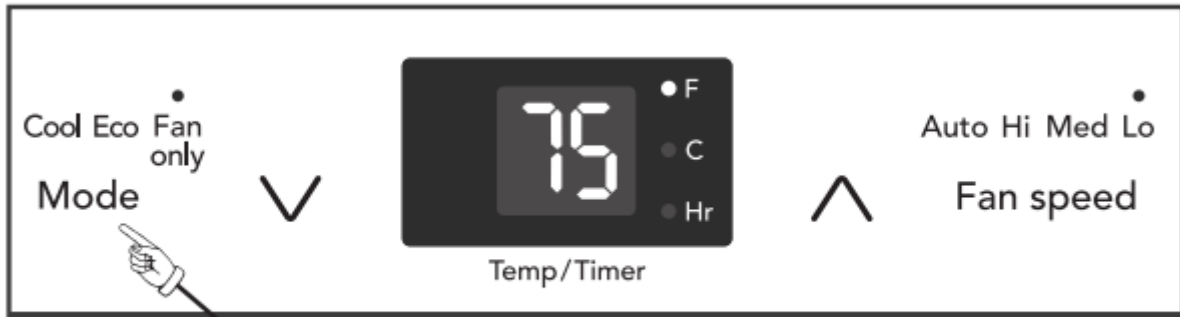 Cool Eco Fan only
Mode
75
F
C
Hr
Temp/Timer
Auto Hi Med Lo
Fan speed